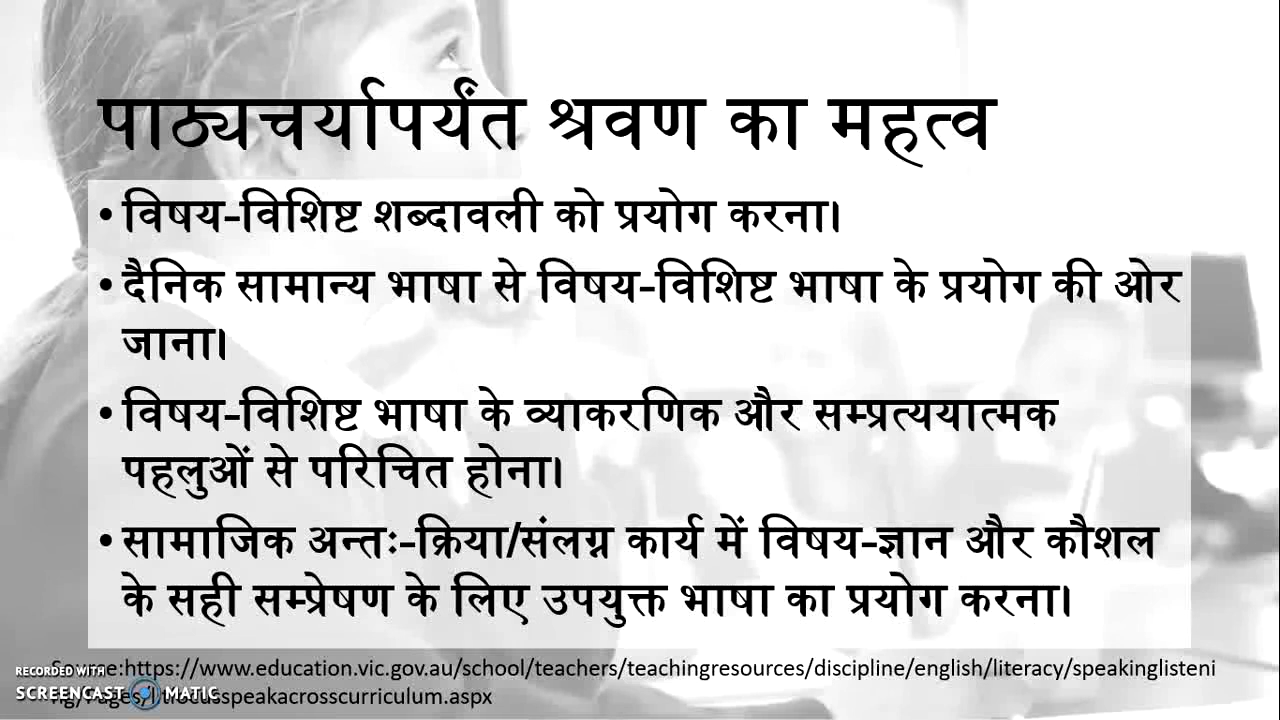 पाठ्यचर्यापर्यंत श्रवण का महत्व
• विषय-विशिष्ट शब्दावली को प्रयोग करना।
• दैनिक सामान्य भाषा से विषय-विशिष्ट भाषा के प्रयोग की ओर
जाना।
• विषय-विशिष्ट भाषा के व्याकरणिक और सम्प्रत्ययात्मक
पहलुओं से परिचित होना।
• सामाजिक अन्तः-क्रिया/संलग्न कार्य में विषय-ज्ञान और कौशल
के सही सम्प्रेषण के लिए उपयुक्त भाषा का प्रयोग करना।
Source:https://www.education.vic.gov.au/school/teachers/teachingresources/discipline/english/literacy/speakinglisteni
RECORDED WITH
SCREENCAST MATIC